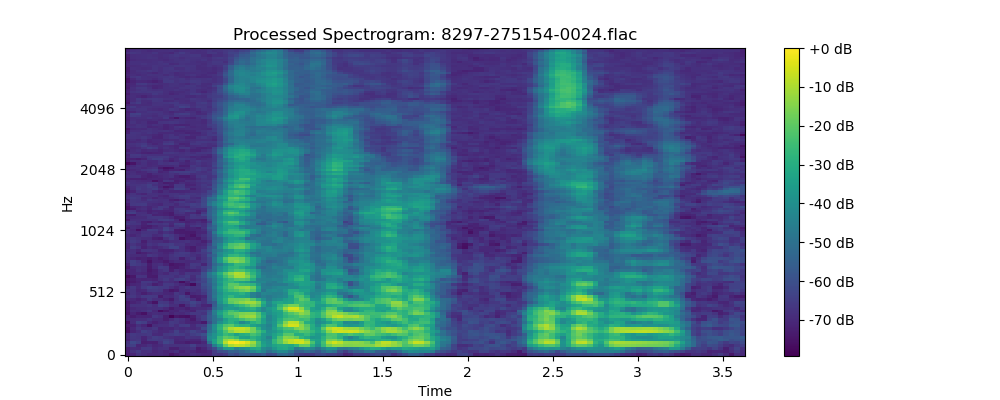 Processed Spectrogram: 8297-275154-0024.flac
Hz
4096
2048
1024
512
0
0
0.5
1
1.5
2
2.5
3
3.5
Time
+0 dB
-10 dB
-20 dB
-30 dB
-40 dB
-50 dB
-60 dB
-70 dB